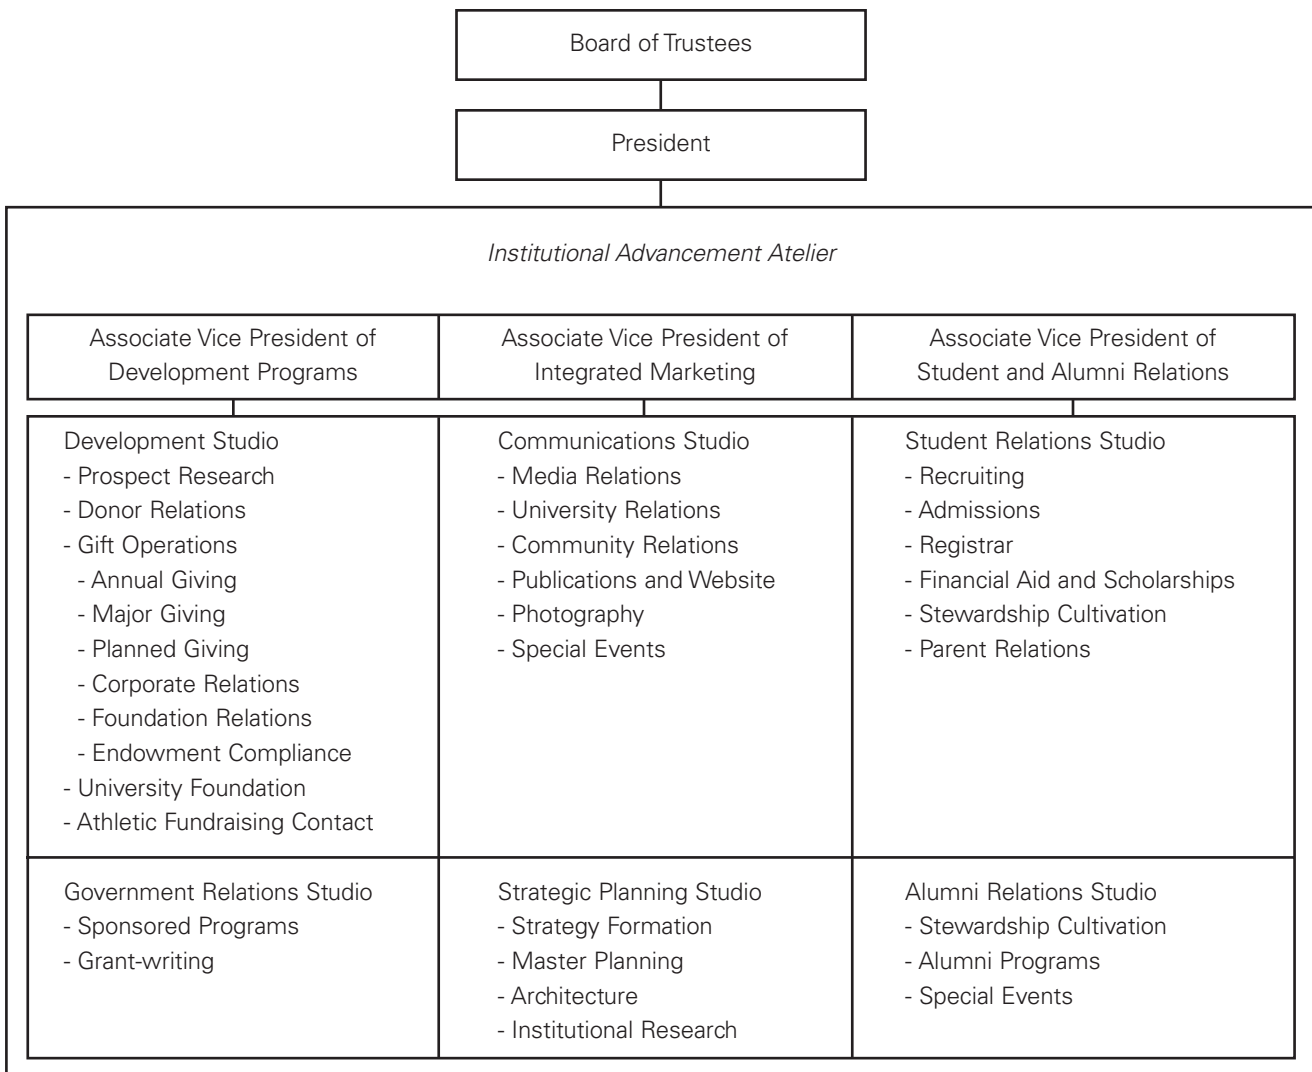 Board of Trustees
President
Institutional Advancement Atelier
Associate Vice President of
Development Programs
Associate Vice President of
Integrated Marketing
Associate Vice President of
Student and Alumni Relations
Development Studio
- Prospect Research
- Donor Relations
- Gift Operations
- Annual Giving
- Major Giving
- Planned Giving
- Corporate Relations
- Foundation Relations
- Endowment Compliance
- University Foundation
- Athletic Fundraising Contact
Communications Studio
- Media Relations
- University Relations
- Community Relations
- Publications and Website
- Photography
- Special Events
Student Relations Studio
- Recruiting
- Admissions
- Registrar
- Financial Aid and Scholarships
- Stewardship Cultivation
- Parent Relations
Government Relations Studio
- Sponsored Programs
- Grant-writing
Strategic Planning Studio
- Strategy Formation
- Master Planning
- Architecture
- Institutional Research
Alumni Relations Studio
- Stewardship Cultivation
- Alumni Programs
- Special Events